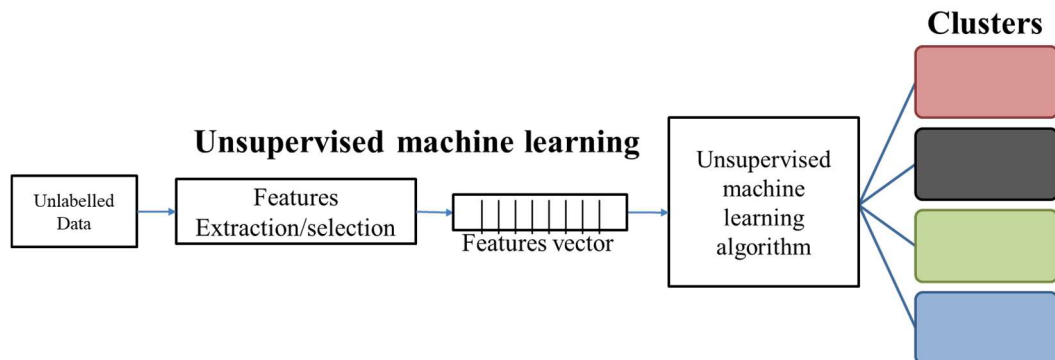 Clusters
Unsupervised machine learning
Unlabelled
Data
Features
Extraction/selection
Features vector
Unsupervised
machine
learning
algorithm